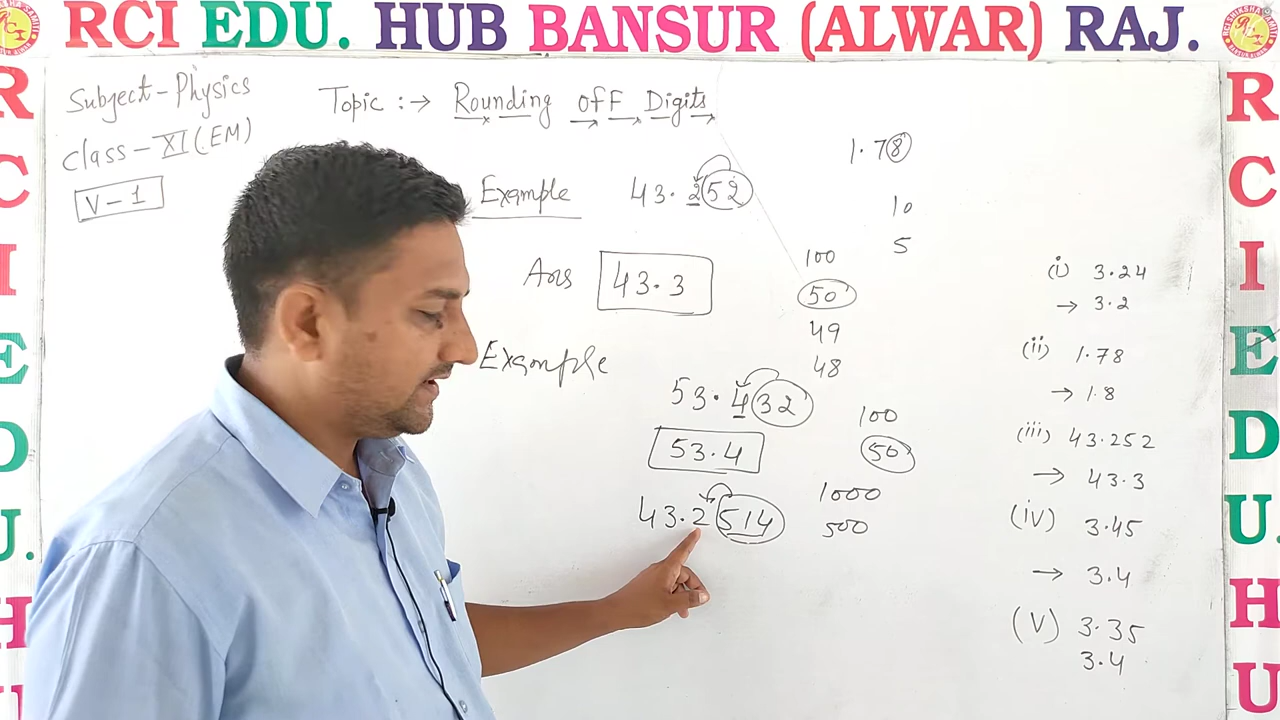 RCI EDU. HUB BANSUR (ALWAR) RAJ.
R
C
I
E
D
U.
H
U
Subject-Physics
Class-XI(EM)
V-1
Topic :→ Rounding off Digits
Example 43.252
Ans 43.3
Example
53.432
53.4
43.2514
1.78
10
5
100
50
49
48
100
50
1000
500
(i) 3.24
→ 3.2
(ii) 1.78
→ 1.8
(iii) 43.252
→ 43.3
(iv) 3.45
→ 3.4
(V) 3.35
3.4
R
C
I
E
D
U.
H
U